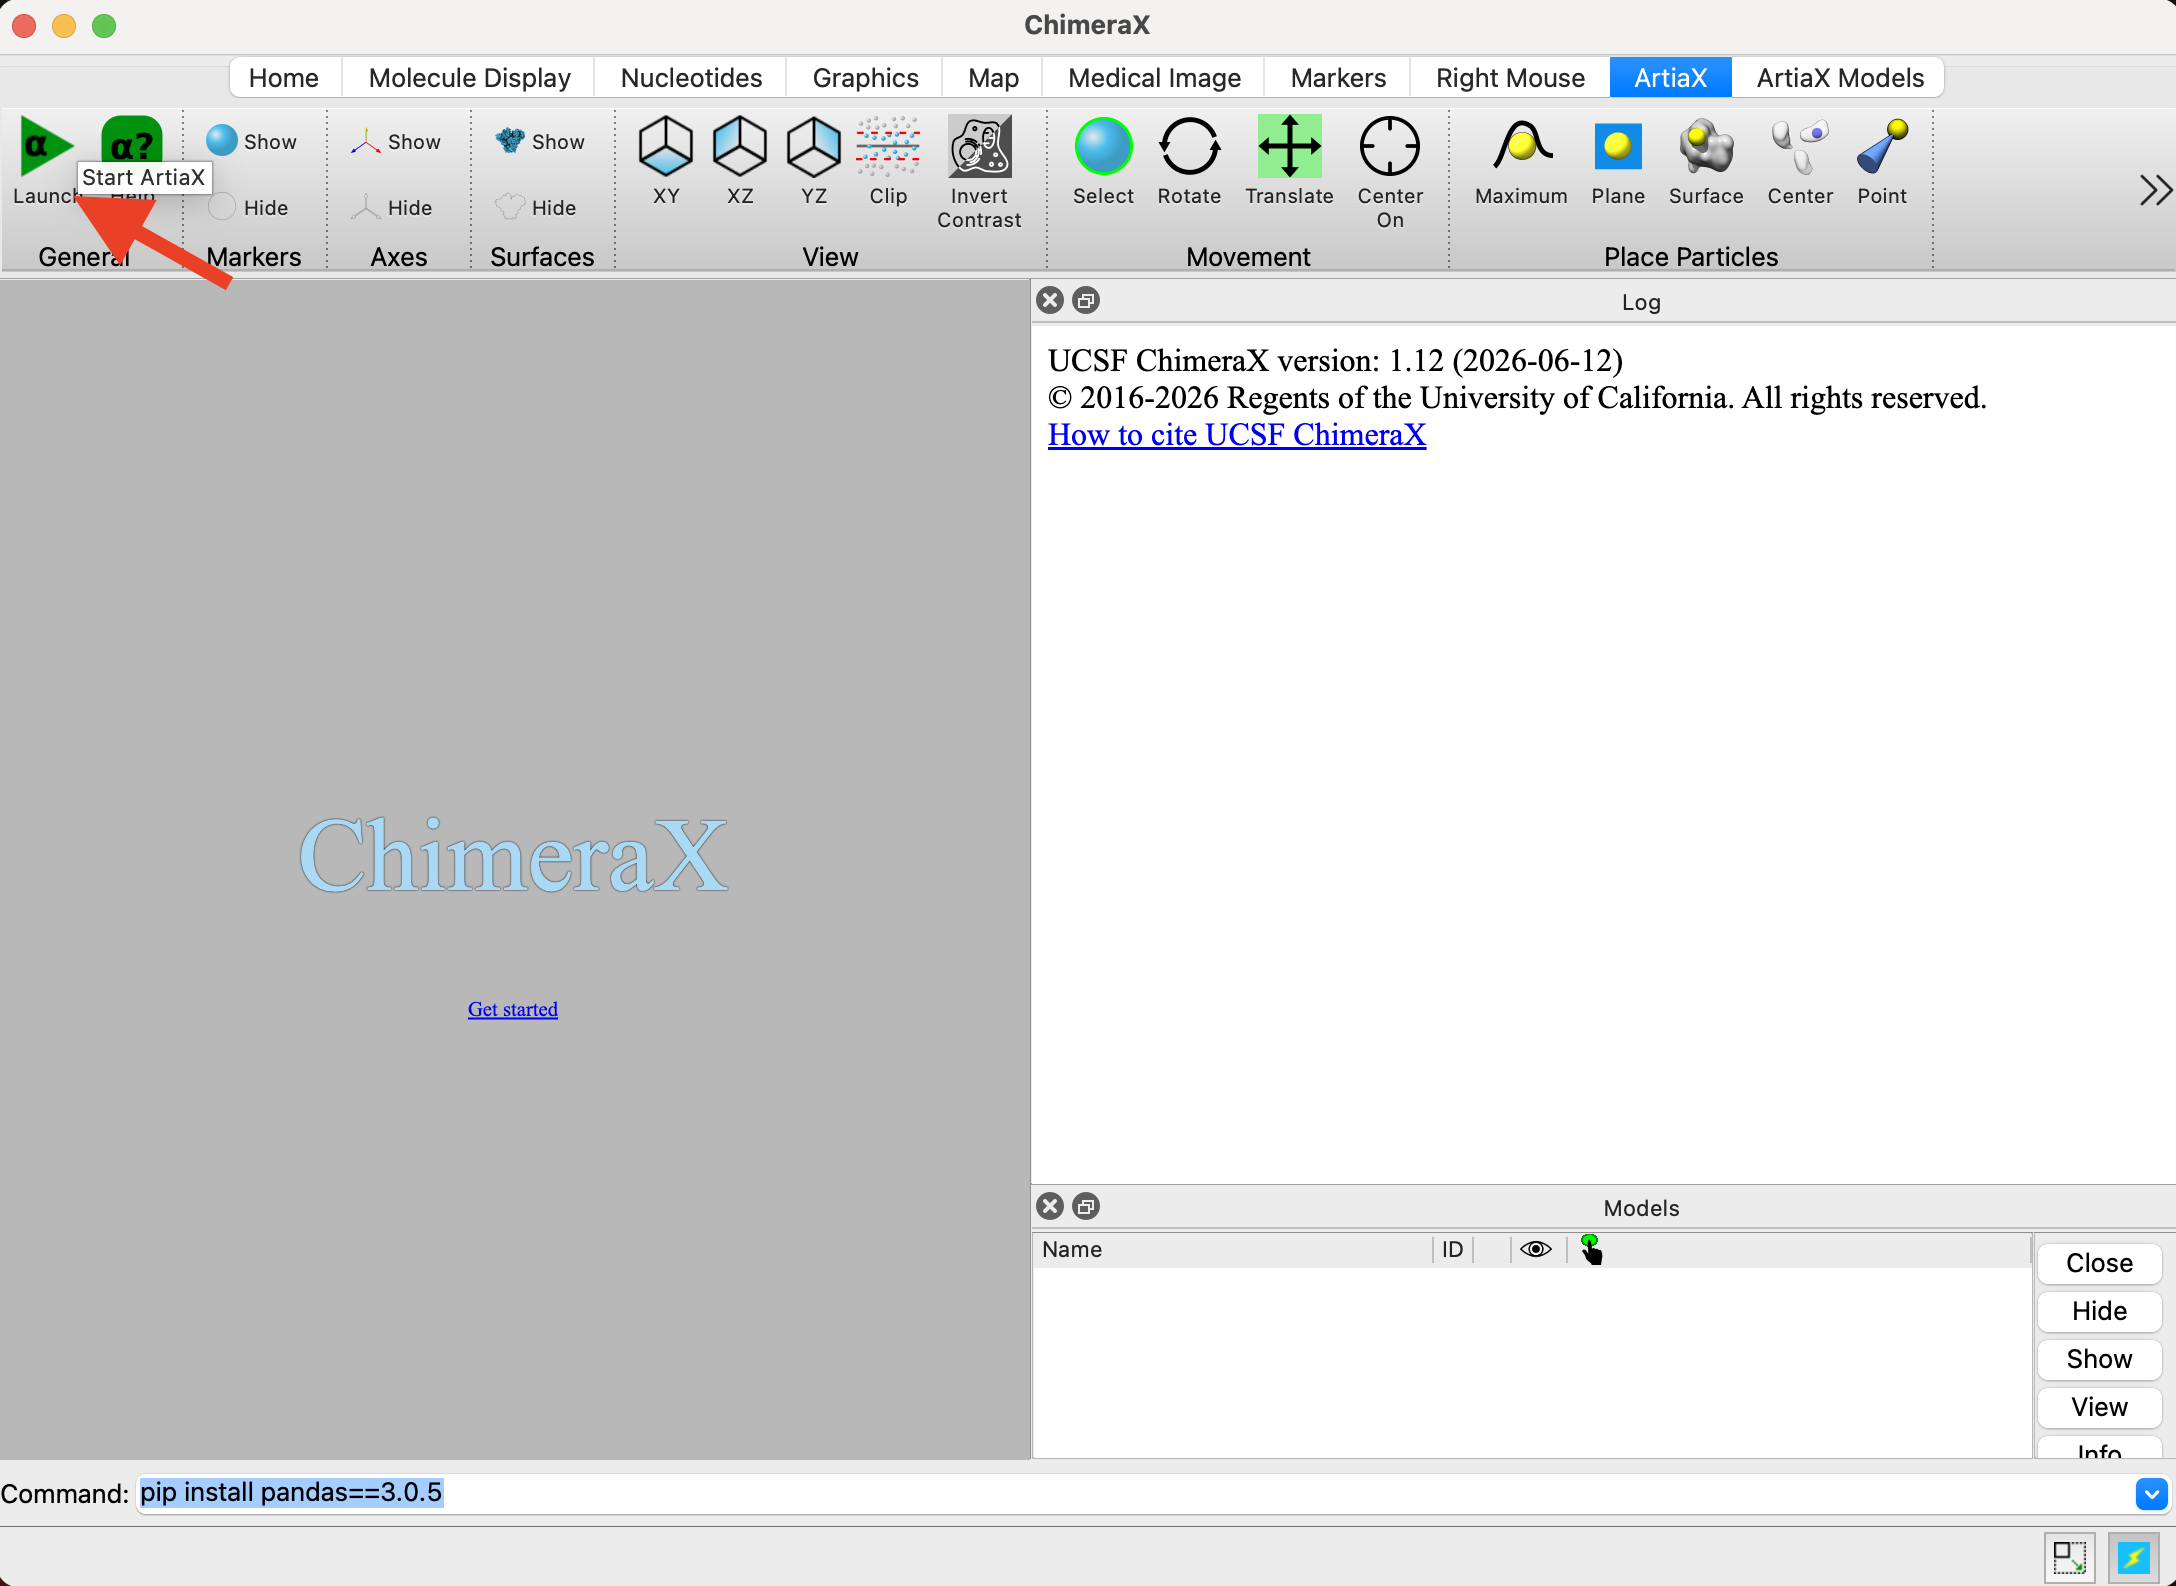 ChimeraX
Home Molecule Display Nucleotides Graphics Map Medical Image Markers Right Mouse ArtiaX ArtiaX Models
α α? Show Show Show
Start ArtiaX
Launch Help Hide Hide Hide XY XZ YZ Clip Invert Contrast Select Rotate Translate Center On Maximum Plane Surface Center Point
General Markers Axes Surfaces View Movement Place Particles
Log
UCSF ChimeraX version: 1.12 (2026-06-12)
© 2016-2026 Regents of the University of California. All rights reserved.
How to cite UCSF ChimeraX
ChimeraX
Get started
Models
Name ID
Close
Hide
Show
View
Info
Command: pip install pandas==3.0.5